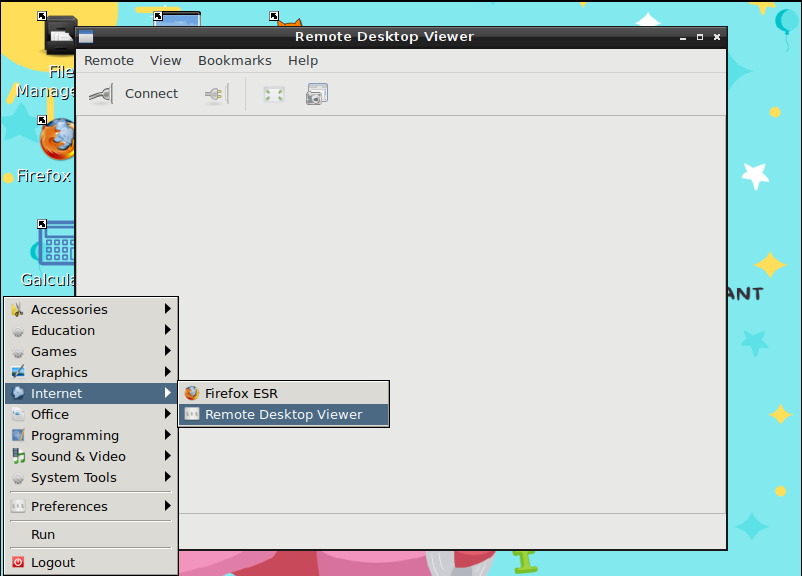 Remote Desktop Viewer
Remote View Bookmarks Help
Connect
File
Manage
Firefox
Galcula
ANT
Accessories
Education
Games
Graphics
Internet
Office
Programming
Sound & Video
System Tools
Preferences
Run
Logout
Firefox ESR
Remote Desktop Viewer